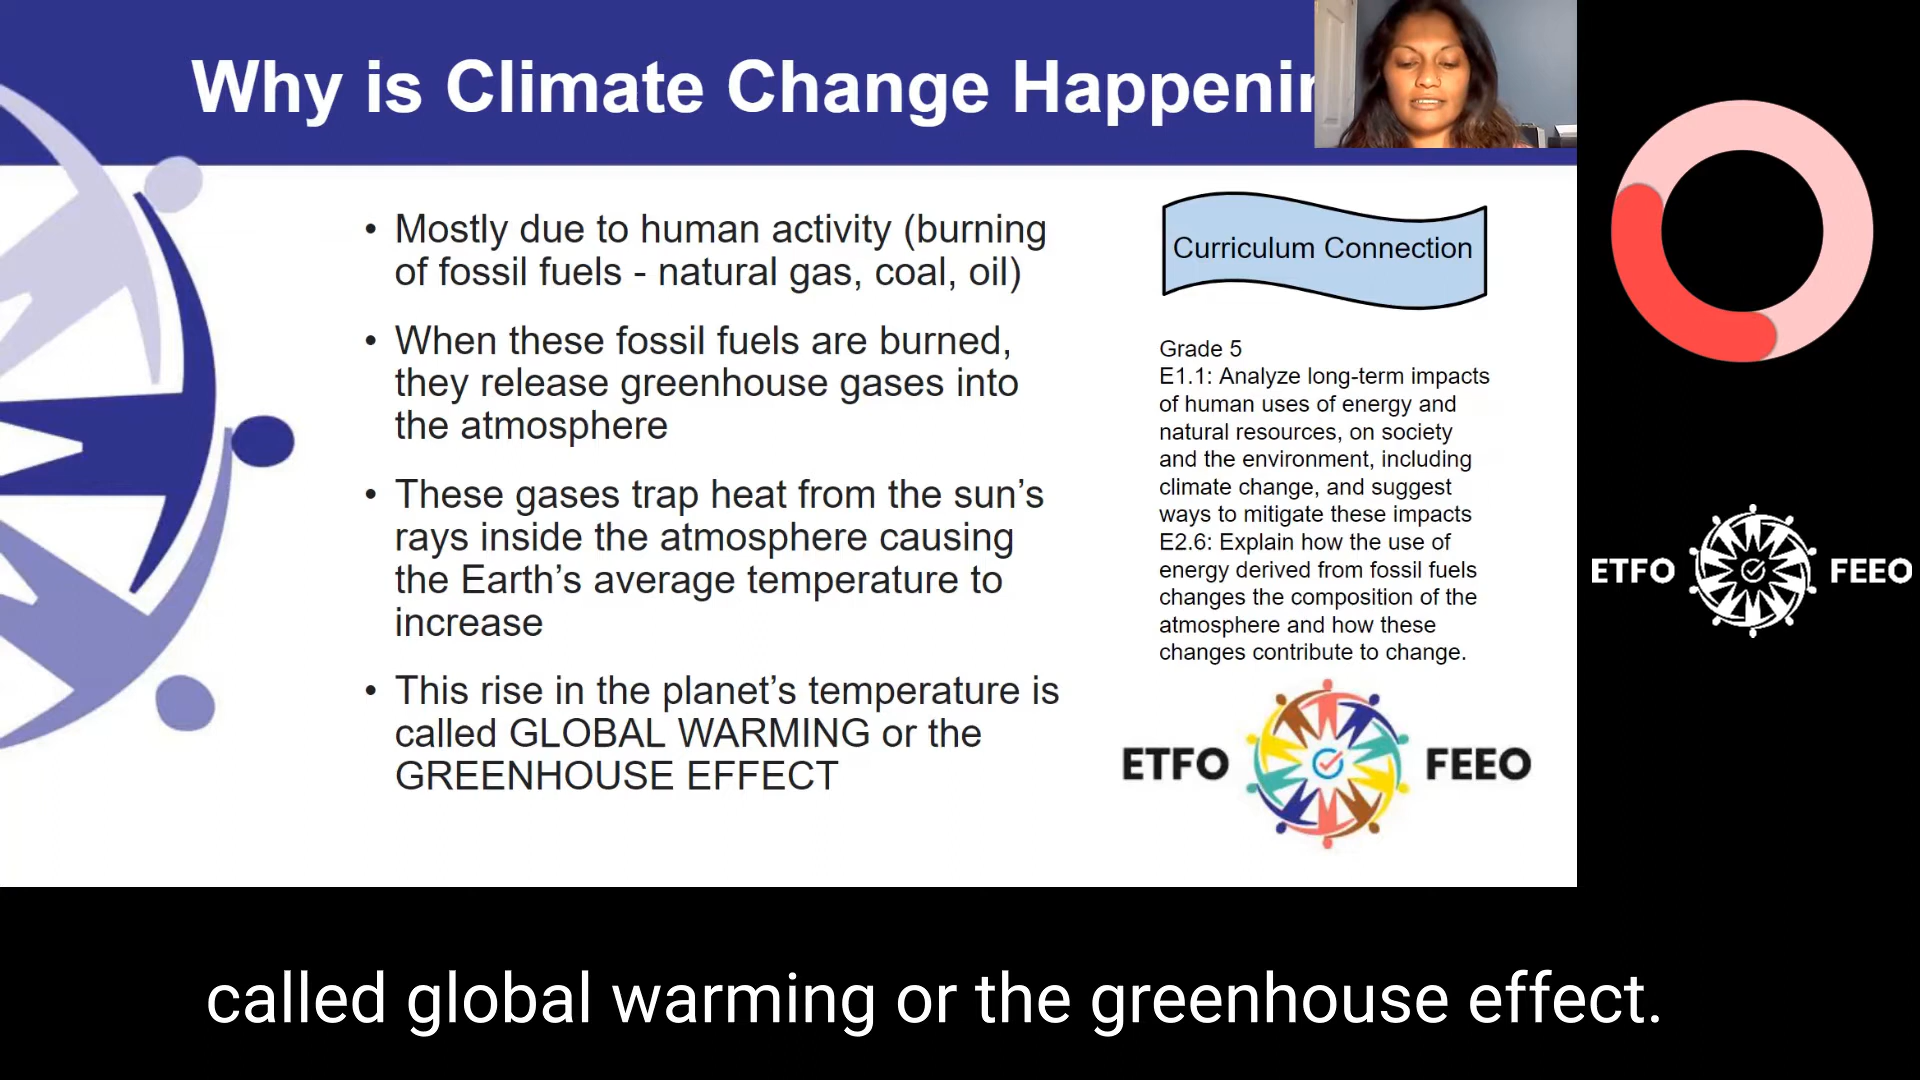 Why is Climate Change Happenin
• Mostly due to human activity (burning
of fossil fuels - natural gas, coal, oil)
• When these fossil fuels are burned,
they release greenhouse gases into
the atmosphere
• These gases trap heat from the sun’s
rays inside the atmosphere causing
the Earth’s average temperature to
increase
• This rise in the planet’s temperature is
called GLOBAL WARMING or the
GREENHOUSE EFFECT
Curriculum Connection
Grade 5
E1.1: Analyze long-term impacts
of human uses of energy and
natural resources, on society
and the environment, including
climate change, and suggest
ways to mitigate these impacts
E2.6: Explain how the use of
energy derived from fossil fuels
changes the composition of the
atmosphere and how these
changes contribute to change.
ETFO FEEO
ETFO FEEO
called global warming or the greenhouse effect.